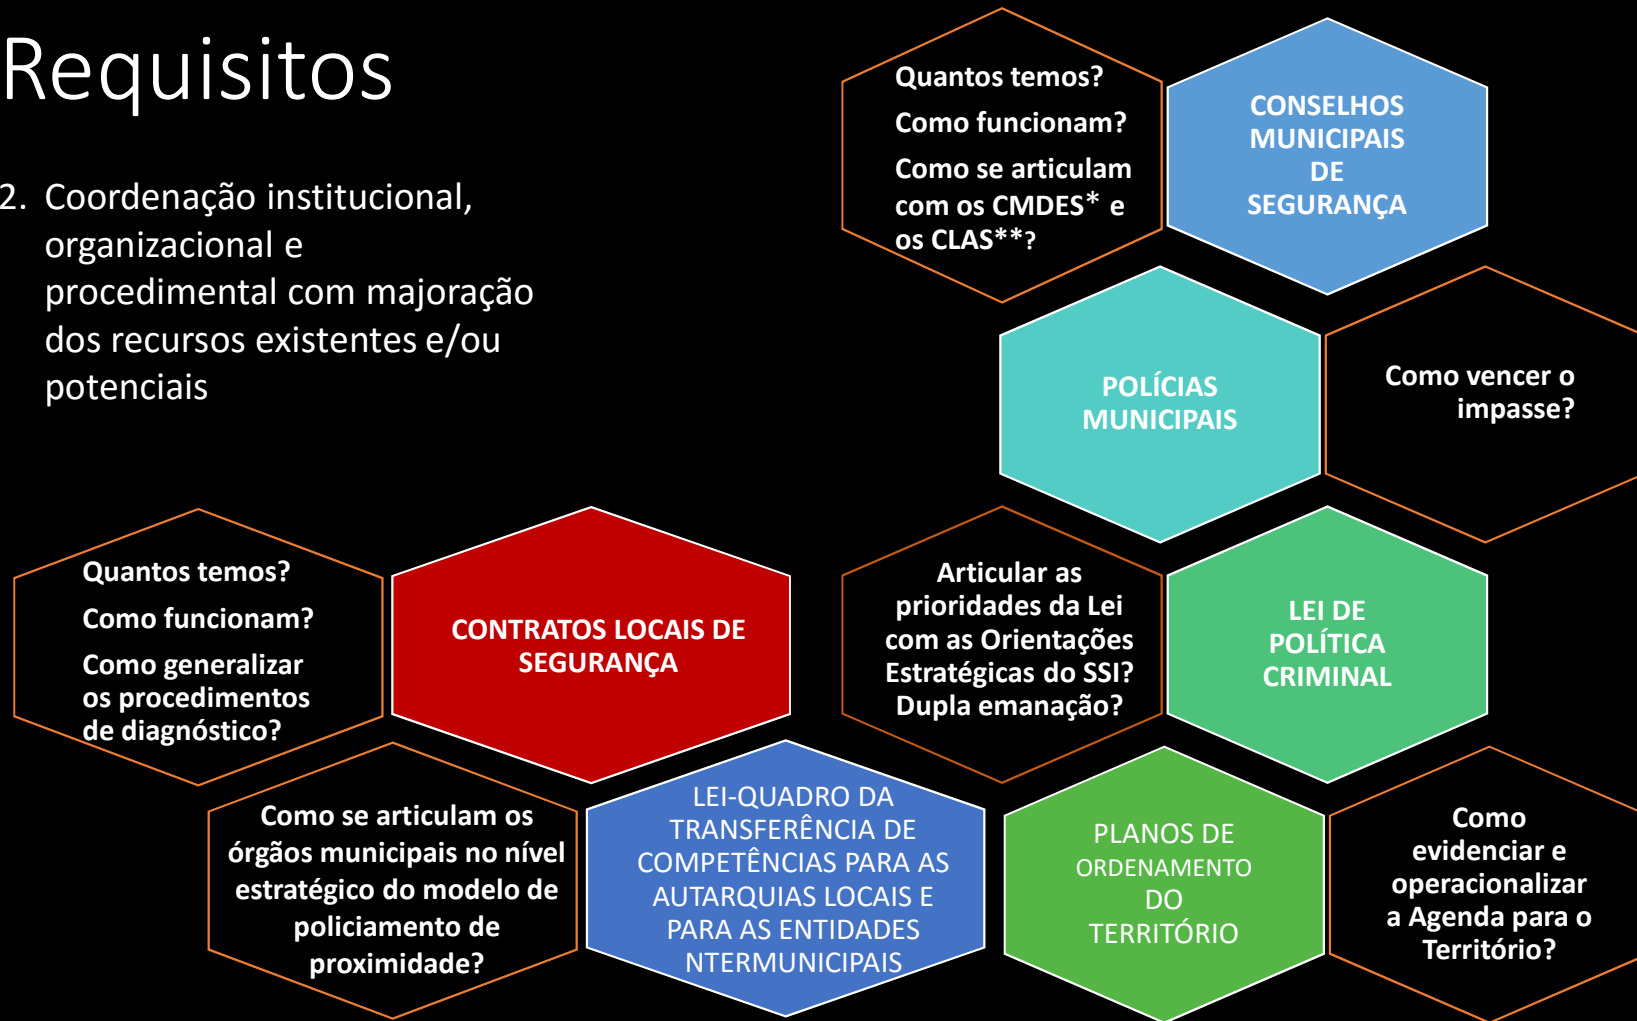 Requisitos
2. Coordenação institucional,
organizacional e
procedimental com majoração
dos recursos existentes e/ou
potenciais
Quantos temos?
Como funcionam?
Como se articulam
com os CMDES* e
os CLAS**?
CONSELHOS
MUNICIPAIS
DE
SEGURANÇA
POLÍCIAS
MUNICIPAIS
Como vencer o
impasse?
Quantos temos?
Como funcionam?
Como generalizar
os procedimentos
de diagnóstico?
CONTRATOS LOCAIS DE
SEGURANÇA
Articular as
prioridades da Lei
com as Orientações
Estratégicas do SSI?
Dupla emanação?
LEI DE
POLÍTICA
CRIMINAL
Como se articulam os
órgãos municipais no nível
estratégico do modelo de
policiamento de
proximidade?
LEI-QUADRO DA
TRANSFERÊNCIA DE
COMPETÊNCIAS PARA AS
AUTARQUIAS LOCAIS E
PARA AS ENTIDADES
NTERMUNICIPAIS
PLANOS DE
ORDENAMENTO
DO
TERRITÓRIO
Como
evidenciar e
operacionalizar
a Agenda para o
Território?